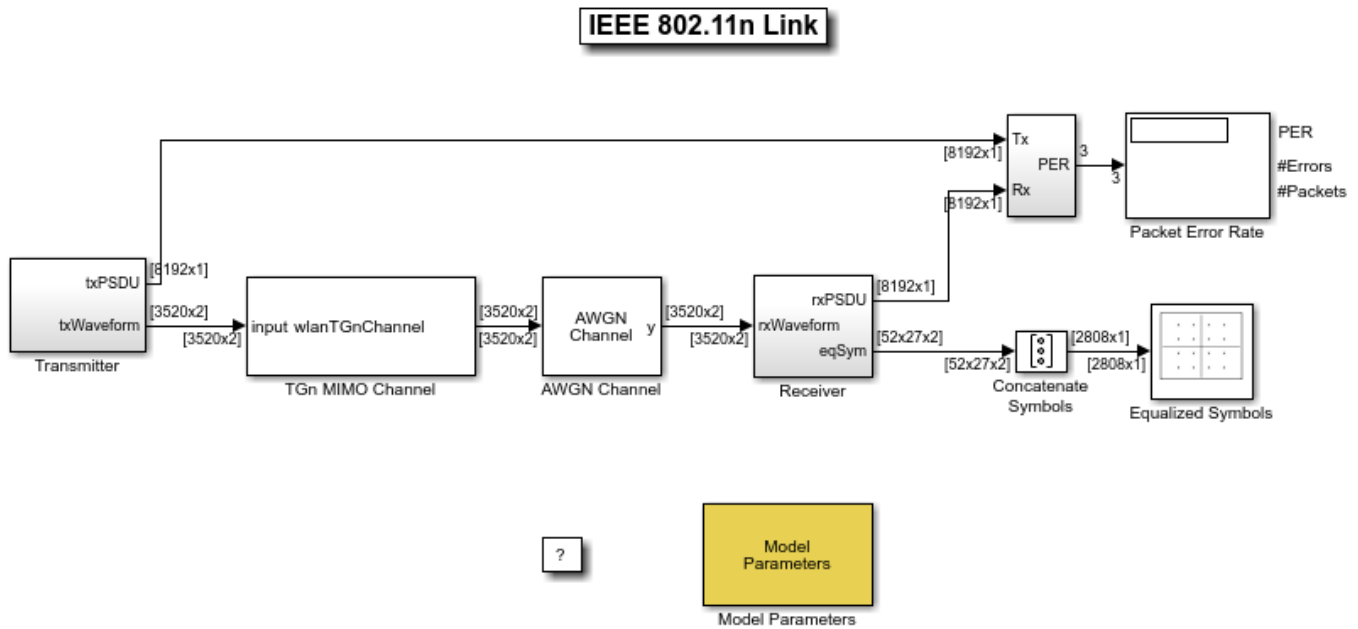 IEEE 802.11n Link
Tx
[8192x1]
PER
3
3
Rx
[8192x1]
PER
#Errors
#Packets
Packet Error Rate
txPSDU
[8192x1]
txWaveform
[3520x2]
[3520x2]
Transmitter
input wlanTGnChannel
[3520x2]
[3520x2]
TGn MIMO Channel
AWGN
Channel
y
[3520x2]
[3520x2]
AWGN Channel
rxPSDU
[8192x1]
rxWaveform
eqSym
[52x27x2]
[52x27x2]
Receiver
[2808x1]
[2808x1]
Concatenate
Symbols
Equalized Symbols
?
Model
Parameters
Model Parameters